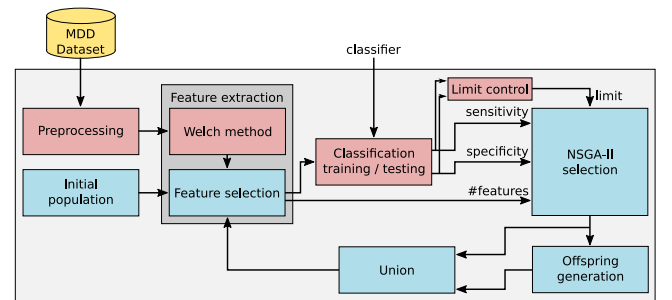 MDD
Dataset
classifier
Feature extraction
Limit control
limit
Preprocessing
Welch method
sensitivity
Classification
training / testing
specificity
NSGA-II
selection
Initial
population
Feature selection
#features
Union
Offspring
generation